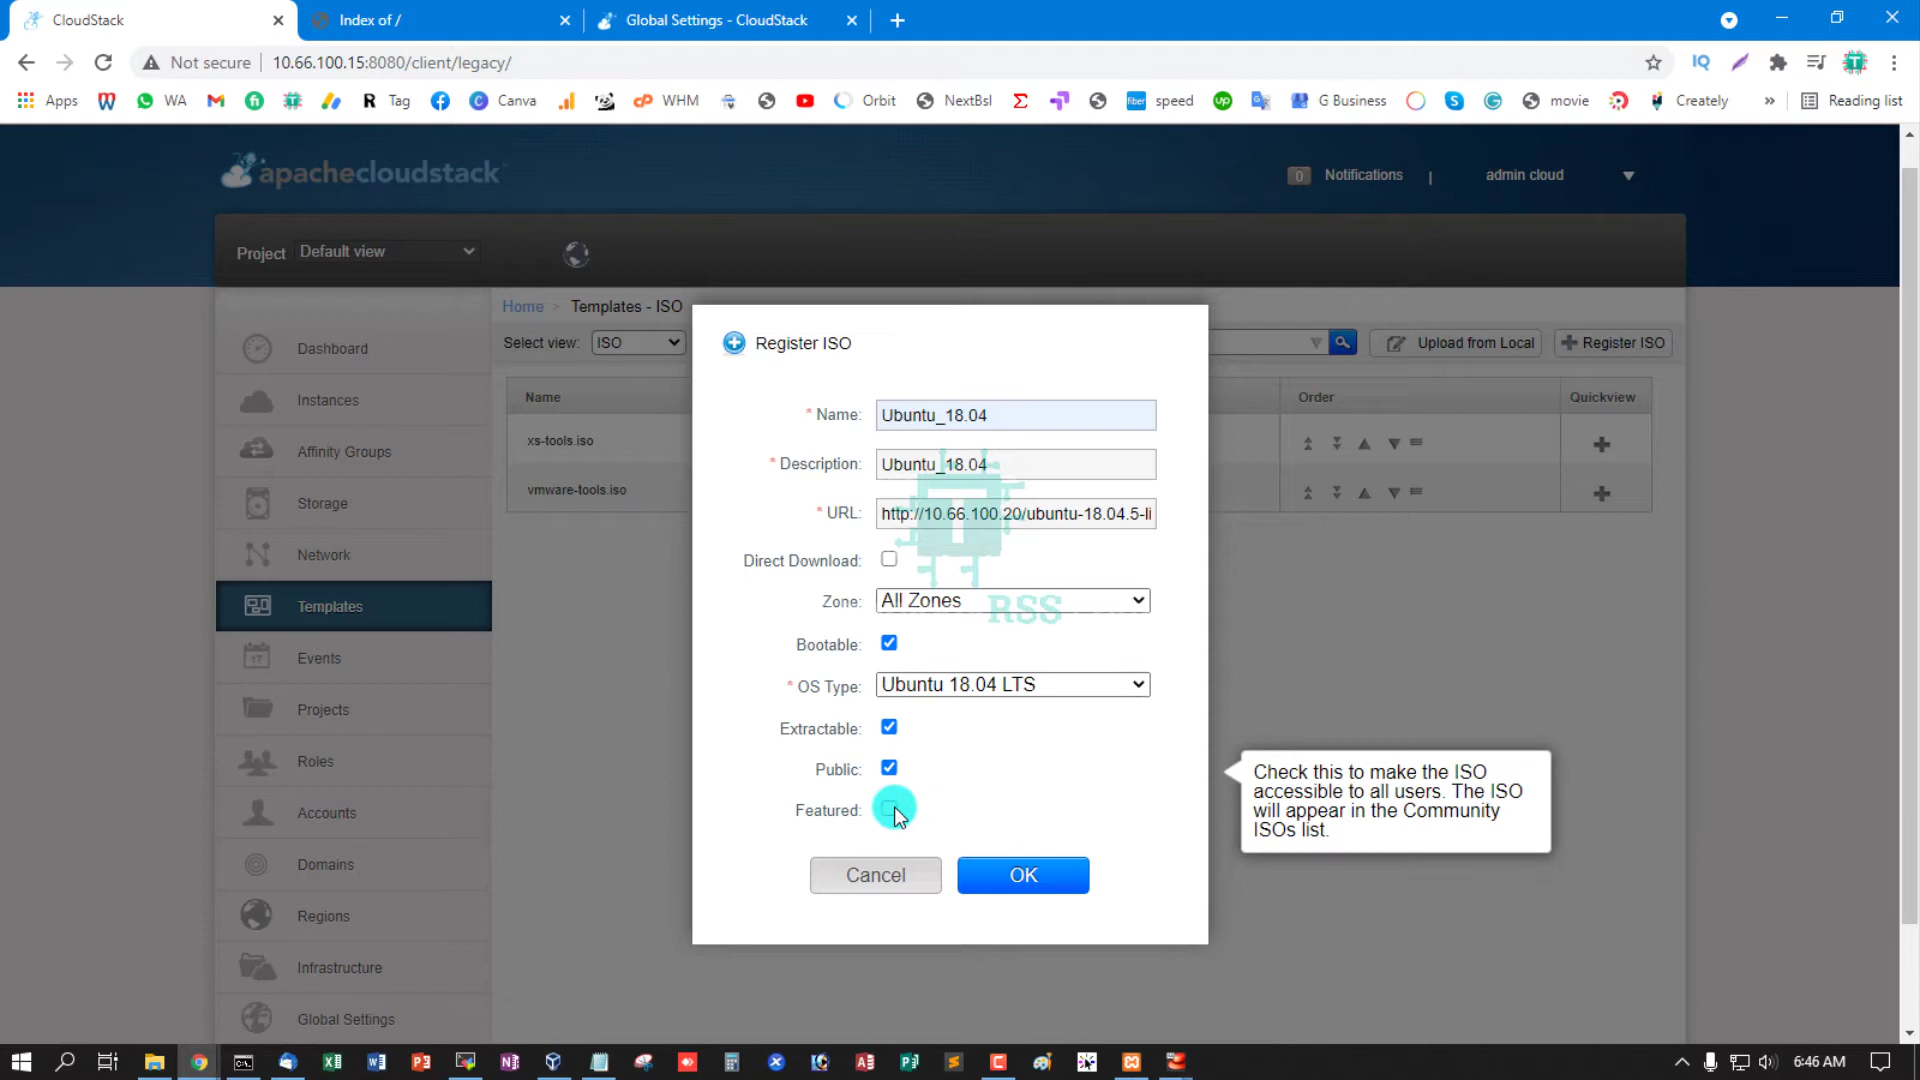 CloudStack
Index of /
Global Settings - CloudStack
Not secure
10.66.100.15:8080/client/legacy/
IQ
Apps
WA
Tag
Canva
WHM
Orbit
NextBsl
fiber
speed
G Business
movie
Creately
Reading list
apachecloudstack
0 Notifications
admin cloud
Project Default view
Home > Templates - ISO
Select view: ISO
Upload from Local
Register ISO
Name
Order
Quickview
xs-tools.iso
vmware-tools.iso
Dashboard
Instances
Affinity Groups
Storage
Network
Templates
Events
Projects
Roles
Accounts
Domains
Regions
Infrastructure
Global Settings
Register ISO
* Name: Ubuntu_18.04
* Description: Ubuntu_18.04
* URL: http://10.66.100.20/ubuntu-18.04.5-li
Direct Download:
Zone: All Zones
RSS
Bootable:
* OS Type: Ubuntu 18.04 LTS
Extractable:
Public:
Featured:
Cancel OK
Check this to make the ISO
accessible to all users. The ISO
will appear in the Community
ISOs list.
6:46 AM